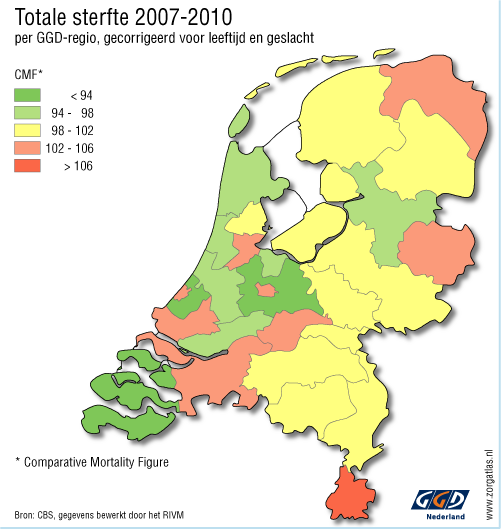 Totale sterfte 2007-2010
per GGD-regio, gecorrigeerd voor leeftijd en geslacht
CMF*
< 94
94 - 98
98 - 102
102 - 106
> 106
* Comparative Mortality Figure
Bron: CBS, gegevens bewerkt door het RIVM
GGD
Nederland
www.zorgatlas.nl